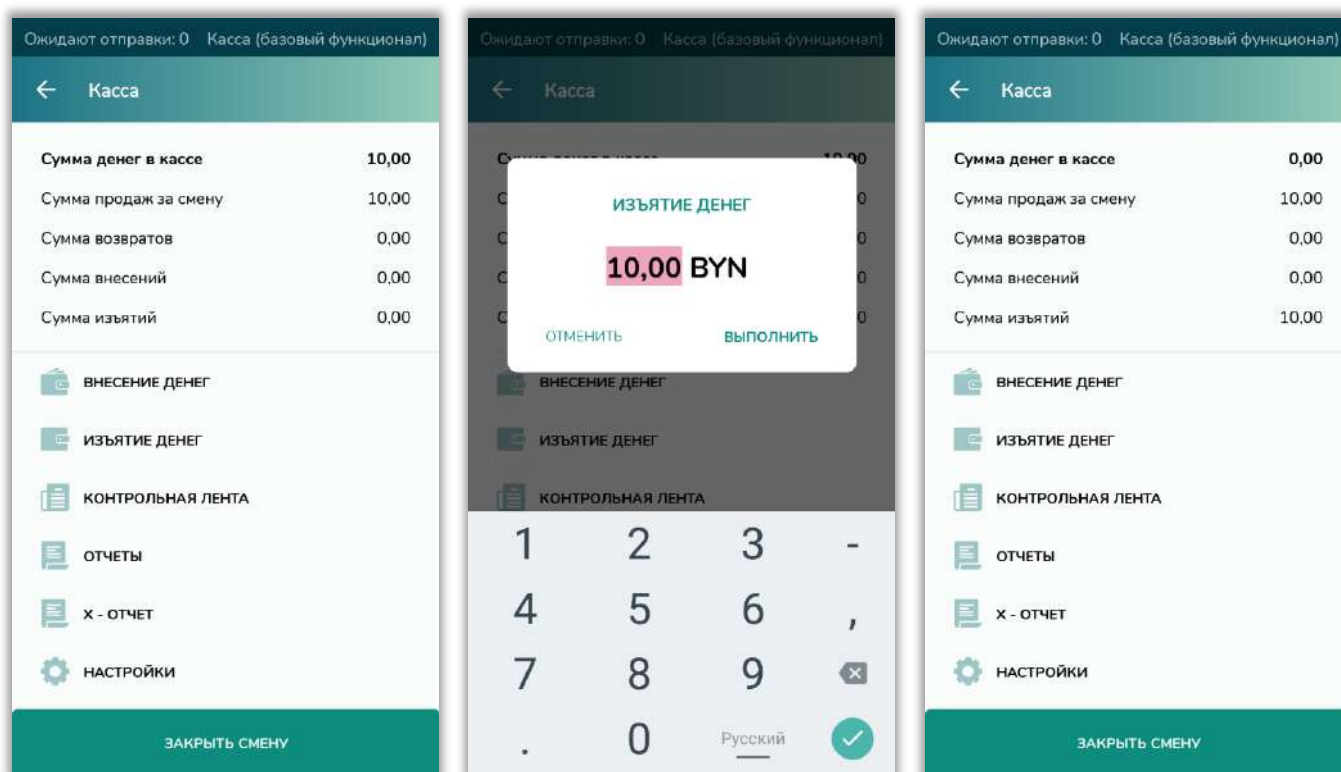 Ожидают отправки: 0 Касса (базовый функционал)
Касса
Сумма денег в кассе 10,00
Сумма продаж за смену 10,00
Сумма возвратов 0,00
Сумма внесений 0,00
Сумма изъятий 0,00
ВНЕСЕНИЕ ДЕНЕГ
ИЗЪЯТИЕ ДЕНЕГ
КОНТРОЛЬНАЯ ЛЕНТА
ОТЧЕТЫ
X - ОТЧЕТ
НАСТРОЙКИ
ЗАКРЫТЬ СМЕНУ
Ожидают отправки: 0 Касса (базовый функционал)
Касса
ИЗЪЯТИЕ ДЕНЕГ
10,00 BYN
ОТМЕНИТЬ ВЫПОЛНИТЬ
ВНЕСЕНИЕ ДЕНЕГ
ИЗЪЯТИЕ ДЕНЕГ
КОНТРОЛЬНАЯ ЛЕНТА
1 2 3 -
4 5 6 ,
7 8 9
. 0 Русский
Ожидают отправки: 0 Касса (базовый функционал)
Касса
Сумма денег в кассе 0,00
Сумма продаж за смену 10,00
Сумма возвратов 0,00
Сумма внесений 0,00
Сумма изъятий 10,00
ВНЕСЕНИЕ ДЕНЕГ
ИЗЪЯТИЕ ДЕНЕГ
КОНТРОЛЬНАЯ ЛЕНТА
ОТЧЕТЫ
X - ОТЧЕТ
НАСТРОЙКИ
ЗАКРЫТЬ СМЕНУ